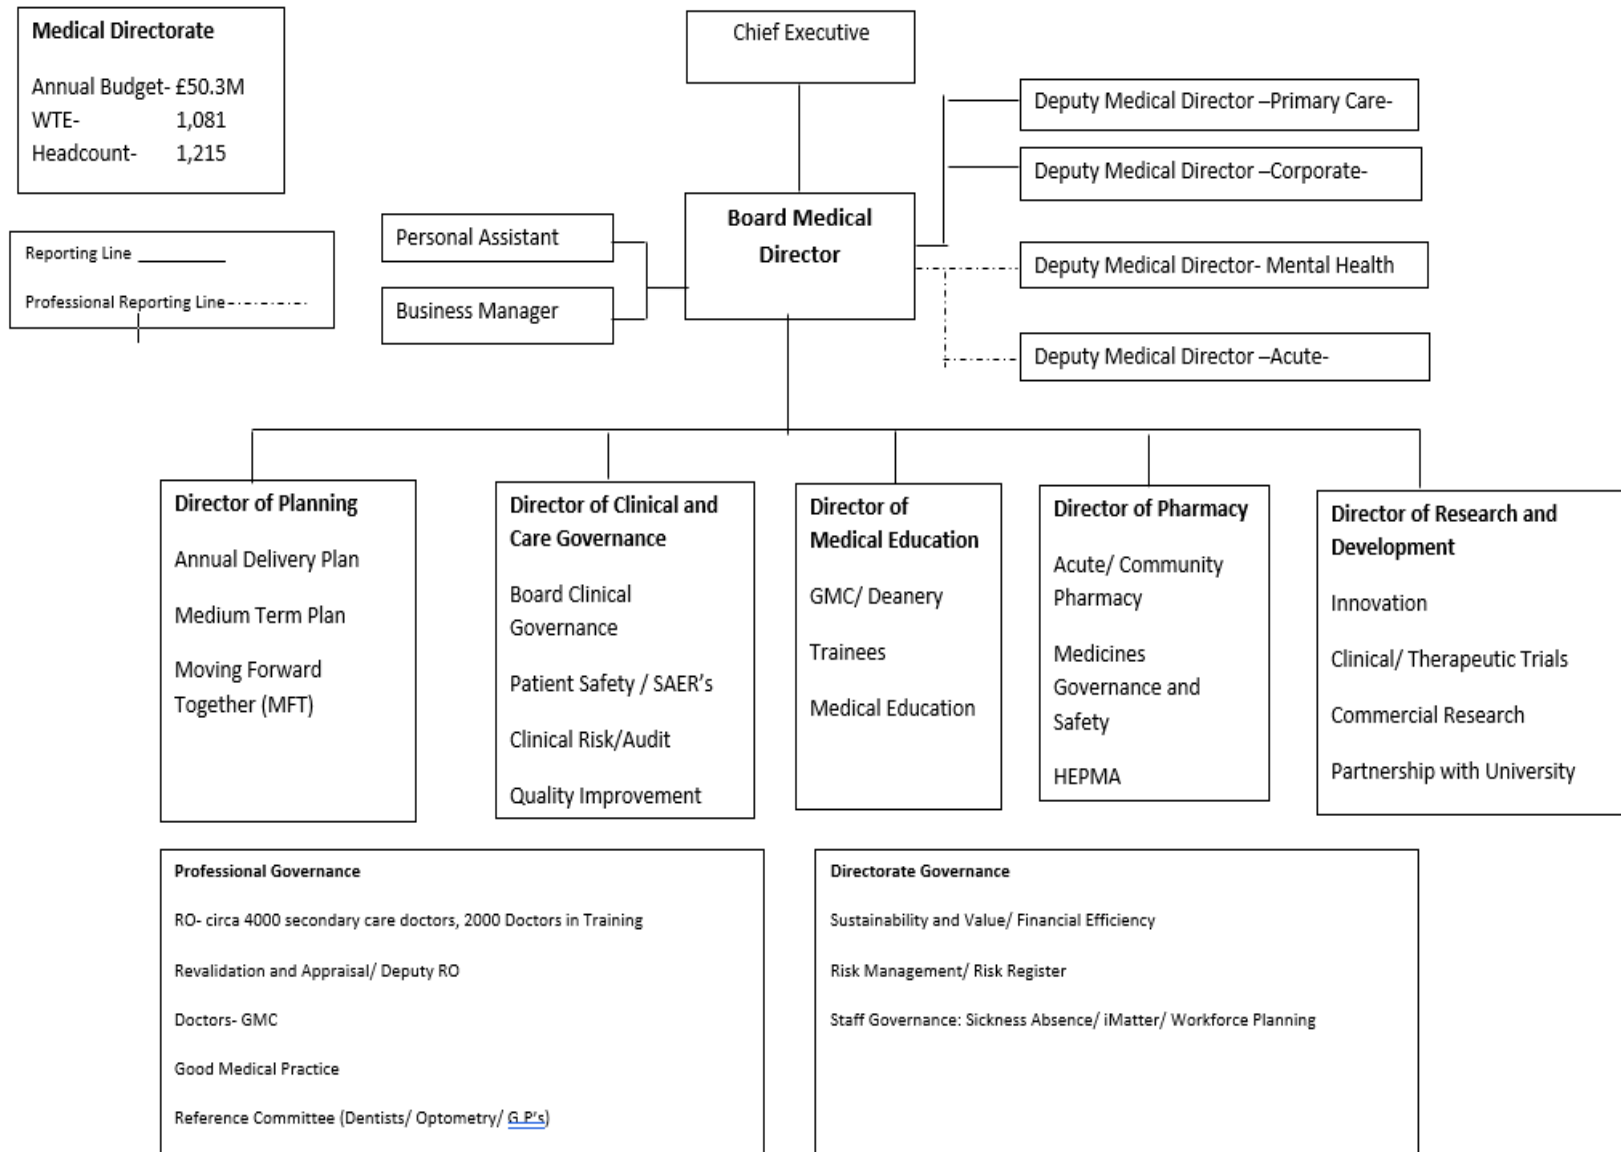 Medical Directorate
Annual Budget- £50.3M
WTE- 1,081
Headcount- 1,215
Chief Executive
Deputy Medical Director –Primary Care-
Deputy Medical Director –Corporate-
Deputy Medical Director- Mental Health
Deputy Medical Director –Acute-
Board Medical
Director
Personal Assistant
Business Manager
Reporting Line
Professional Reporting Line
Director of Planning
Annual Delivery Plan
Medium Term Plan
Moving Forward
Together (MFT)
Director of Clinical and
Care Governance
Board Clinical
Governance
Patient Safety / SAER's
Clinical Risk/Audit
Quality Improvement
Director of
Medical Education
GMC/ Deanery
Trainees
Medical Education
Director of Pharmacy
Acute/ Community
Pharmacy
Medicines
Governance and
Safety
HEPMA
Director of Research and
Development
Innovation
Clinical/ Therapeutic Trials
Commercial Research
Partnership with University
Professional Governance
RO- circa 4000 secondary care doctors, 2000 Doctors in Training
Revalidation and Appraisal/ Deputy RO
Doctors- GMC
Good Medical Practice
Reference Committee (Dentists/ Optometry/ G.P's)
Directorate Governance
Sustainability and Value/ Financial Efficiency
Risk Management/ Risk Register
Staff Governance: Sickness Absence/ iMatter/ Workforce Planning